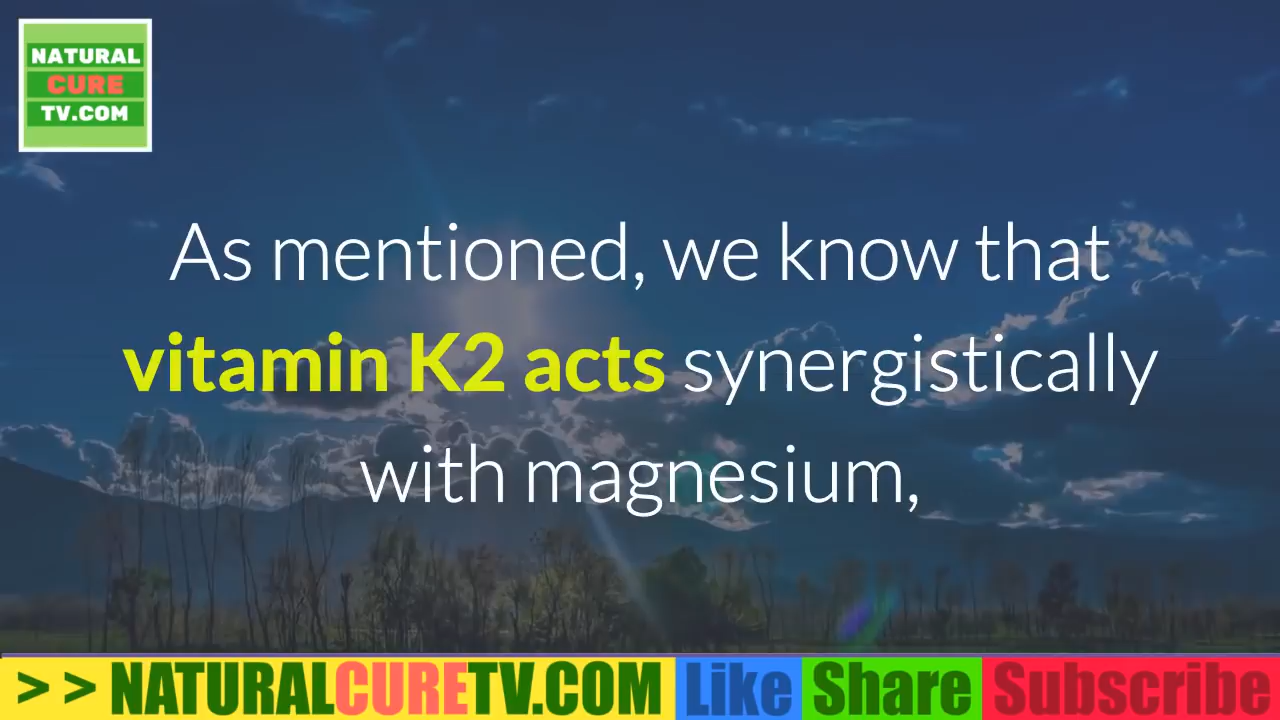 NATURAL
CURE
TV.COM
As mentioned, we know that
vitamin K2 acts synergistically
with magnesium,
> > NATURALCURETV.COM Like Share Subscribe